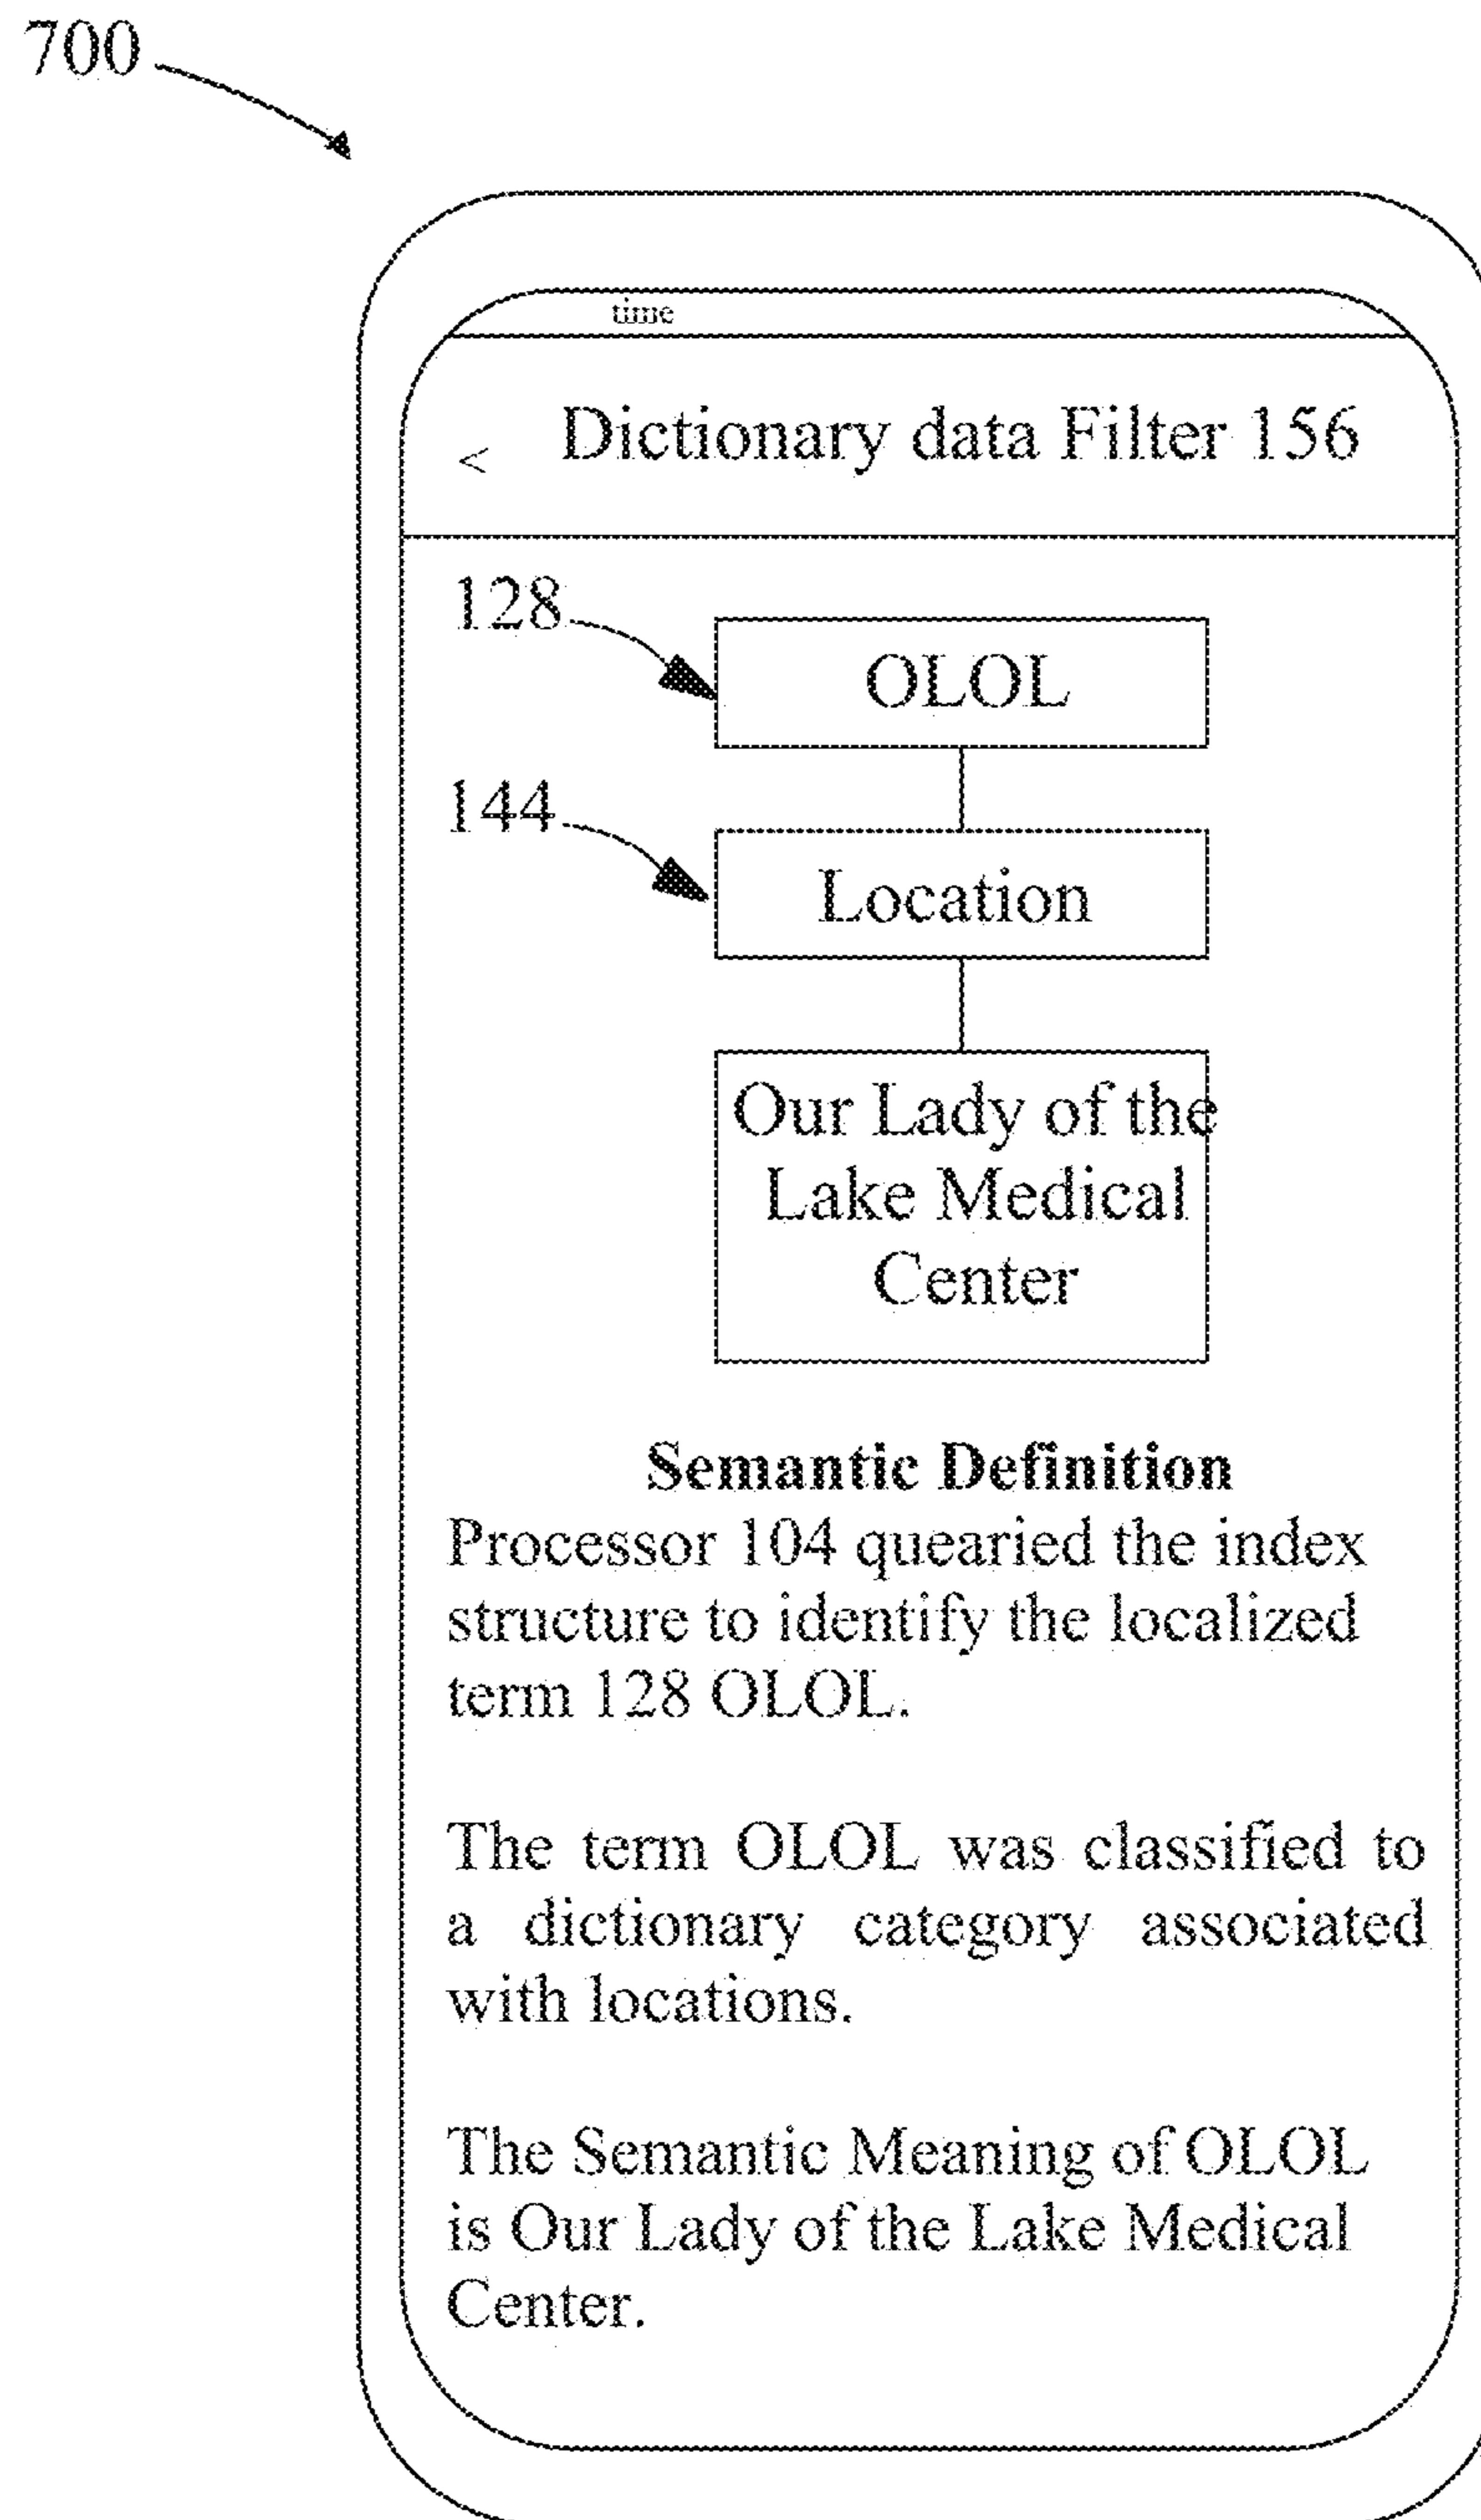 700
time
< Dictionary data Filter 156
128
OLOL
144
Location
Our Lady of the
Lake Medical
Center
Semantic Definition
Processor 104 quearied the index
structure to identify the localized
term 128 OLOL.
The term OLOL was classified to
a dictionary category associated
with locations.
The Semantic Meaning of OLOL
is Our Lady of the Lake Medical
Center.